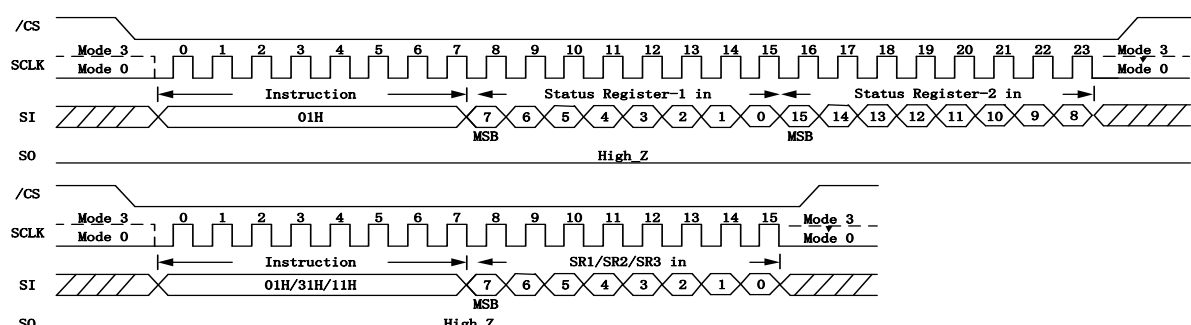 /CS
Mode 3 0 1 2 3 4 5 6 7 8 9 10 11 12 13 14 15 16 17 18 19 20 21 22 23 Mode 3
SCLK Mode 0 Mode 0
Instruction Status Register-1 in Status Register-2 in
SI 01H 7 6 5 4 3 2 1 0 15 14 13 12 11 10 9 8
MSB MSB
SO High_Z
/CS
Mode 3 0 1 2 3 4 5 6 7 8 9 10 11 12 13 14 15 Mode 3
SCLK Mode 0 Mode 0
Instruction SR1/SR2/SR3 in
SI 01H/31H/11H 7 6 5 4 3 2 1 0
MSB
SO High_Z